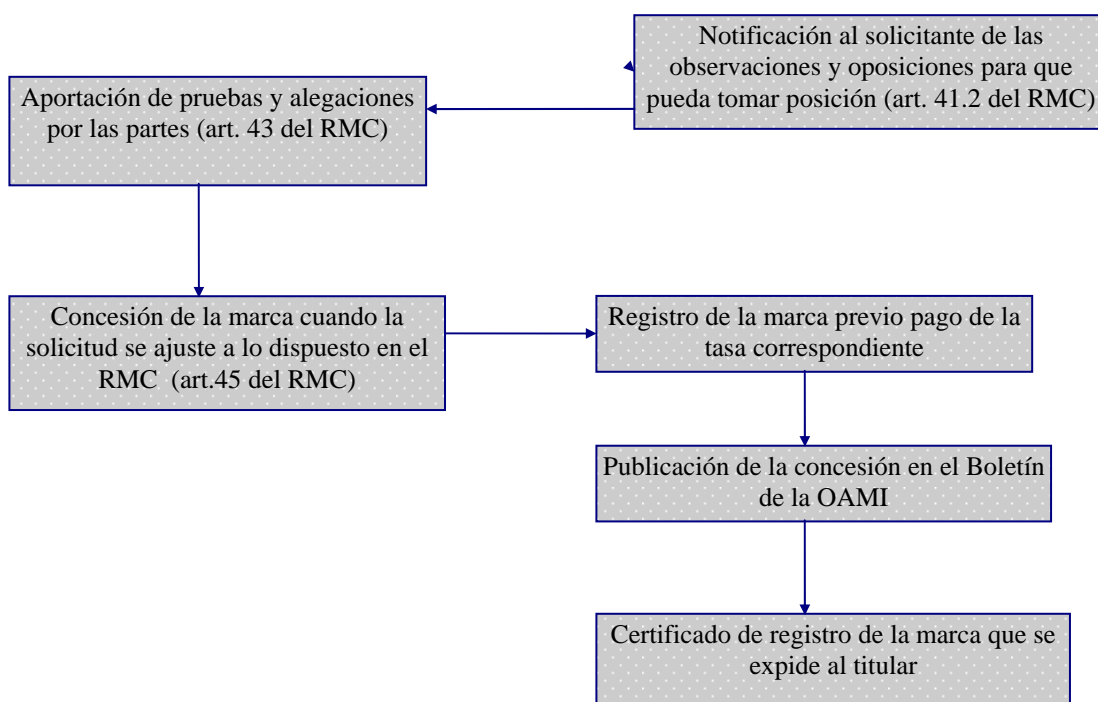 Notificación al solicitante de las
observaciones y oposiciones para que
pueda tomar posición (art. 41.2 del RMC)
Aportación de pruebas y alegaciones
por las partes (art. 43 del RMC)
Concesión de la marca cuando la
solicitud se ajuste a lo dispuesto en el
RMC  (art.45 del RMC)
Registro de la marca previo pago de la
tasa correspondiente
Publicación de la concesión en el Boletín
de la OAMI
Certificado de registro de la marca que se
expide al titular